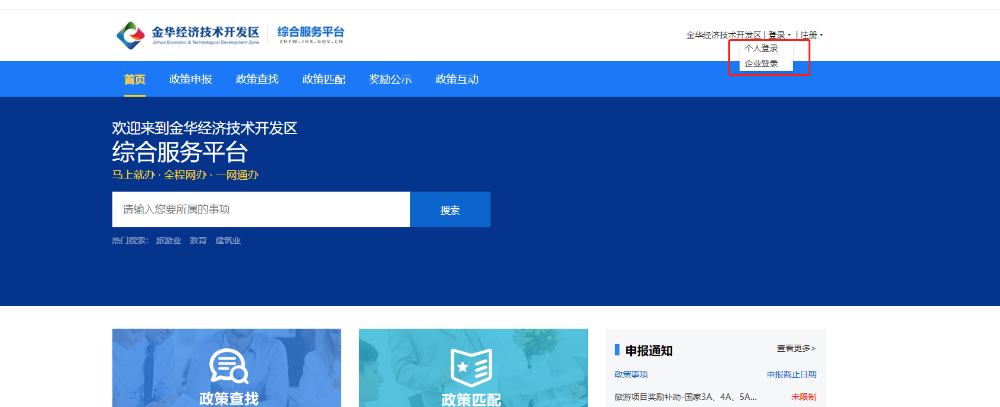 金华经济技术开发区 综合服务平台
Jinhua Economic & Technological Development Zone ZHFW.JHK.GOV.CN
金华经济技术开发区 | 登录 | 注册
个人登录
企业登录
首页 政策申报 政策查找 政策匹配 奖励公示 政策互动
欢迎来到金华经济技术开发区
综合服务平台
马上就办 · 全程网办 · 一网通办
请输入您要所属的事项 搜索
热门搜索： 旅游业 教育 建筑业
政策查找
政策匹配
申报通知 查看更多>
政策事项 申报截止日期
旅游项目奖励补助-国家3A、4A、5A... 未限制